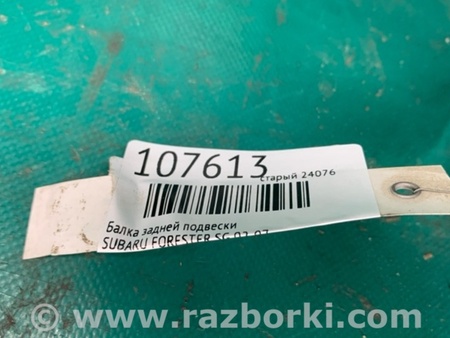 107613
старый 24076
Балка задней подвески
SUBARU FORESTER SG 02-07
www.razborki.com